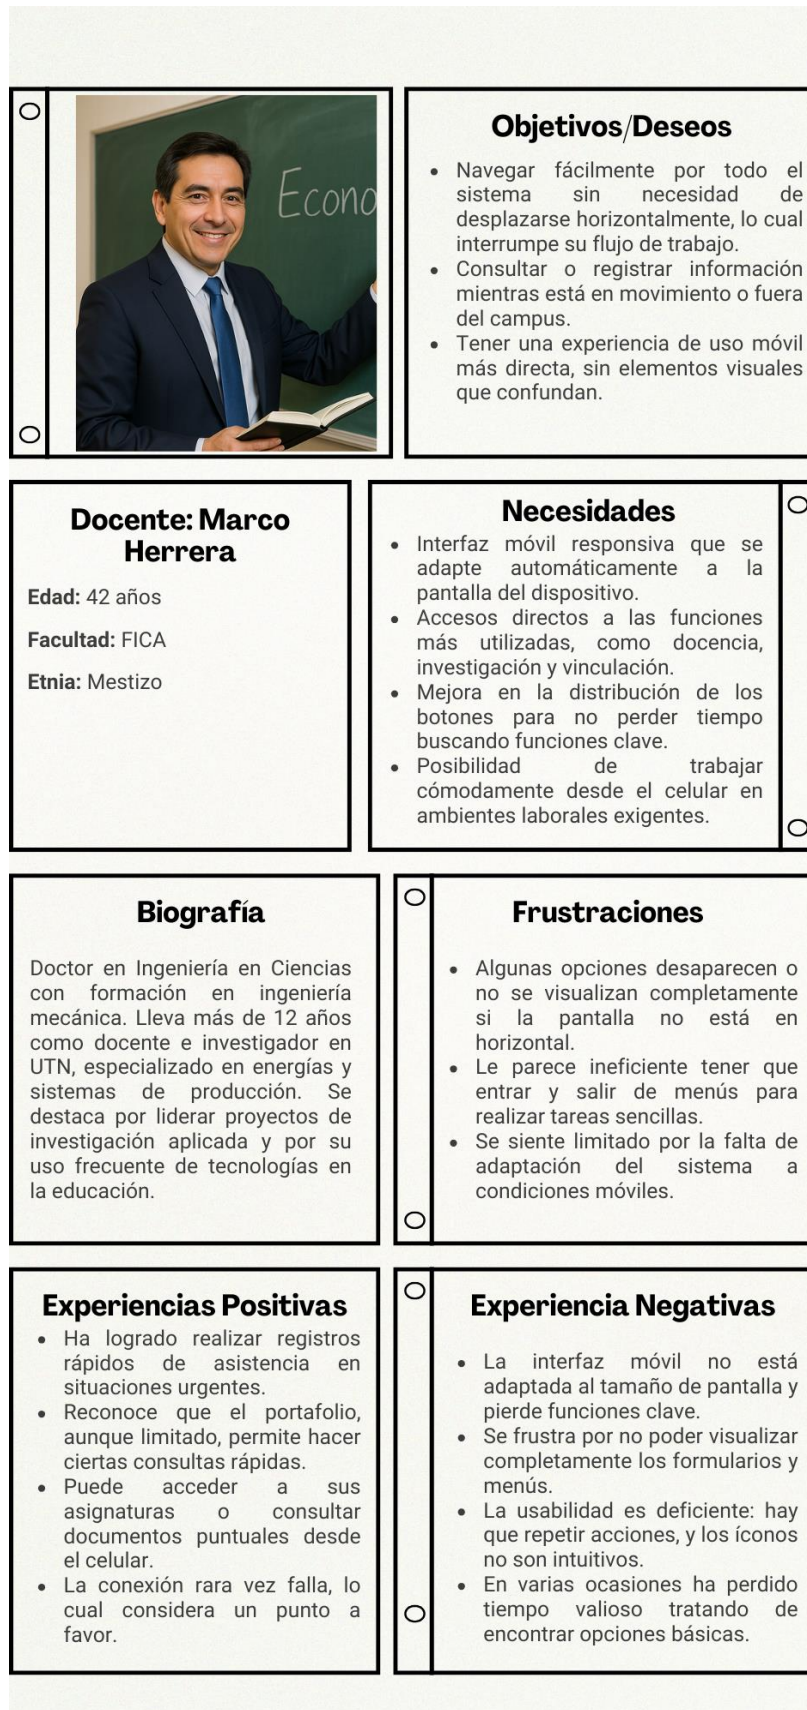 Econo
Objetivos/Deseos
• Navegar fácilmente por todo el
sistema sin necesidad de
desplazarse horizontalmente, lo cual
interrumpe su flujo de trabajo.
• Consultar o registrar información
mientras está en movimiento o fuera
del campus.
• Tener una experiencia de uso móvil
más directa, sin elementos visuales
que confundan.
Docente: Marco
Herrera
Edad: 42 años
Facultad: FICA
Etnia: Mestizo
Necesidades
• Interfaz móvil responsiva que se
adapte automáticamente a la
pantalla del dispositivo.
• Accesos directos a las funciones
más utilizadas, como docencia,
investigación y vinculación.
• Mejora en la distribución de los
botones para no perder tiempo
buscando funciones clave.
• Posibilidad de trabajar
cómodamente desde el celular en
ambientes laborales exigentes.
Biografía
Doctor en Ingeniería en Ciencias
con formación en ingeniería
mecánica. Lleva más de 12 años
como docente e investigador en
UTN, especializado en energías y
sistemas de producción. Se
destaca por liderar proyectos de
investigación aplicada y por su
uso frecuente de tecnologías en
la educación.
Frustraciones
• Algunas opciones desaparecen o
no se visualizan completamente
si la pantalla no está en
horizontal.
• Le parece ineficiente tener que
entrar y salir de menús para
realizar tareas sencillas.
• Se siente limitado por la falta de
adaptación del sistema a
condiciones móviles.
Experiencias Positivas
• Ha logrado realizar registros
rápidos de asistencia en
situaciones urgentes.
• Reconoce que el portafolio,
aunque limitado, permite hacer
ciertas consultas rápidas.
• Puede acceder a sus
asignaturas o consultar
documentos puntuales desde
el celular.
• La conexión rara vez falla, lo
cual considera un punto a
favor.
Experiencia Negativas
• La interfaz móvil no está
adaptada al tamaño de pantalla y
pierde funciones clave.
• Se frustra por no poder visualizar
completamente los formularios y
menús.
• La usabilidad es deficiente: hay
que repetir acciones, y los íconos
no son intuitivos.
• En varias ocasiones ha perdido
tiempo valioso tratando de
encontrar opciones básicas.